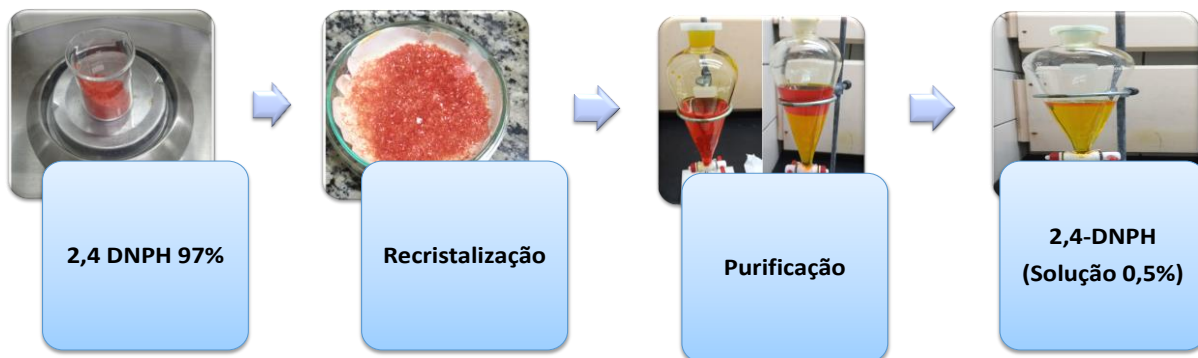 2,4 DNPH 97%
Recristalização
Purificação
2,4-DNPH
(Solução 0,5%)